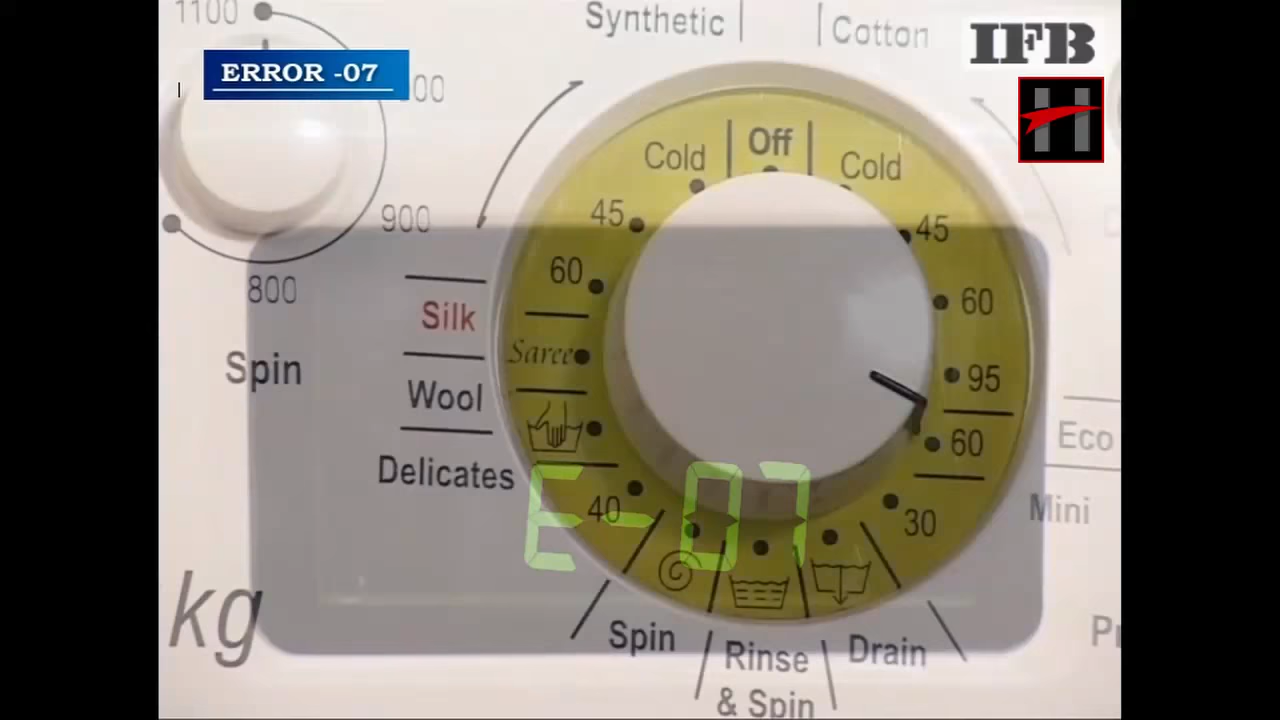 1100
Synthetic
Cotton
IFB
ERROR -07
00
H
Cold
Off
Cold
45
45
900
60
60
800
Silk
Saree
95
Spin
Wool
Eco
60
Delicates
E-07
40
30
Mini
kg
Spin
Rinse
& Spin
Drain
Pr